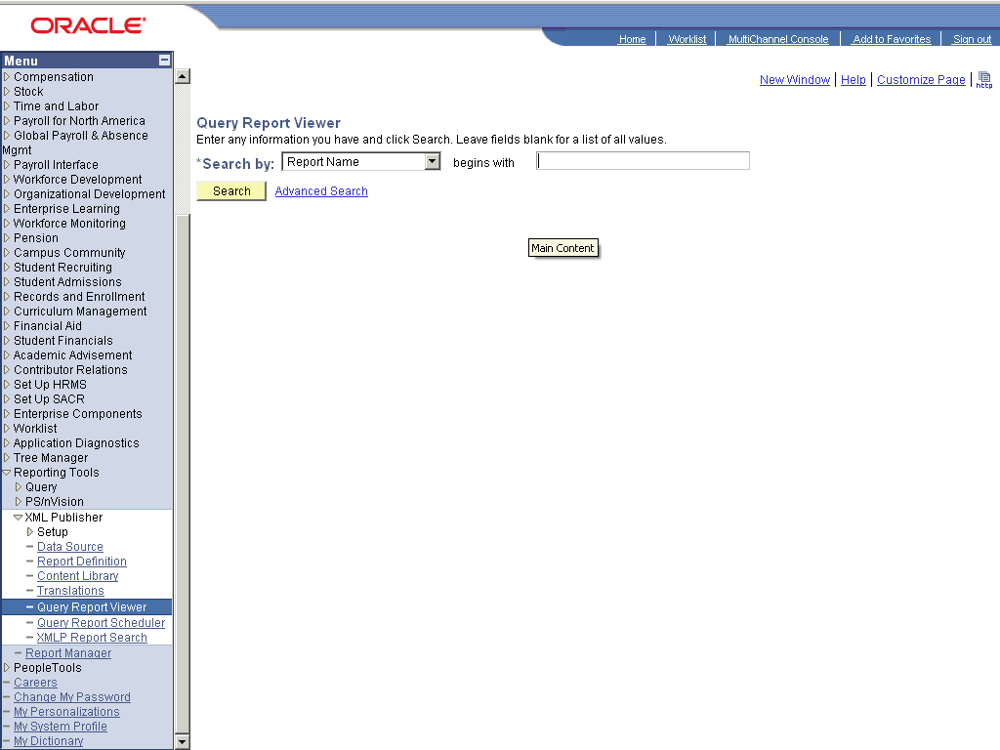 ORACLE®
Home
Worklist
MultiChannel Console
Add to Favorites
Sign out
Menu
Compensation
Stock
Time and Labor
Payroll for North America
Global Payroll & Absence
Mgmt
Payroll Interface
Workforce Development
Organizational Development
Enterprise Learning
Workforce Monitoring
Pension
Campus Community
Student Recruiting
Student Admissions
Records and Enrollment
Curriculum Management
Financial Aid
Student Financials
Academic Advisement
Contributor Relations
Set Up HRMS
Set Up SACR
Enterprise Components
Worklist
Application Diagnostics
Tree Manager
Reporting Tools
Query
PS/nVision
XML Publisher
Setup
Data Source
Report Definition
Content Library
Translations
Query Report Viewer
Query Report Scheduler
XMLP Report Search
Report Manager
PeopleTools
Careers
Change My Password
My Personalizations
My System Profile
My Dictionary
New Window | Help | Customize Page |
http
Query Report Viewer
Enter any information you have and click Search. Leave fields blank for a list of all values.
*Search by: Report Name begins with
Search Advanced Search
Main Content